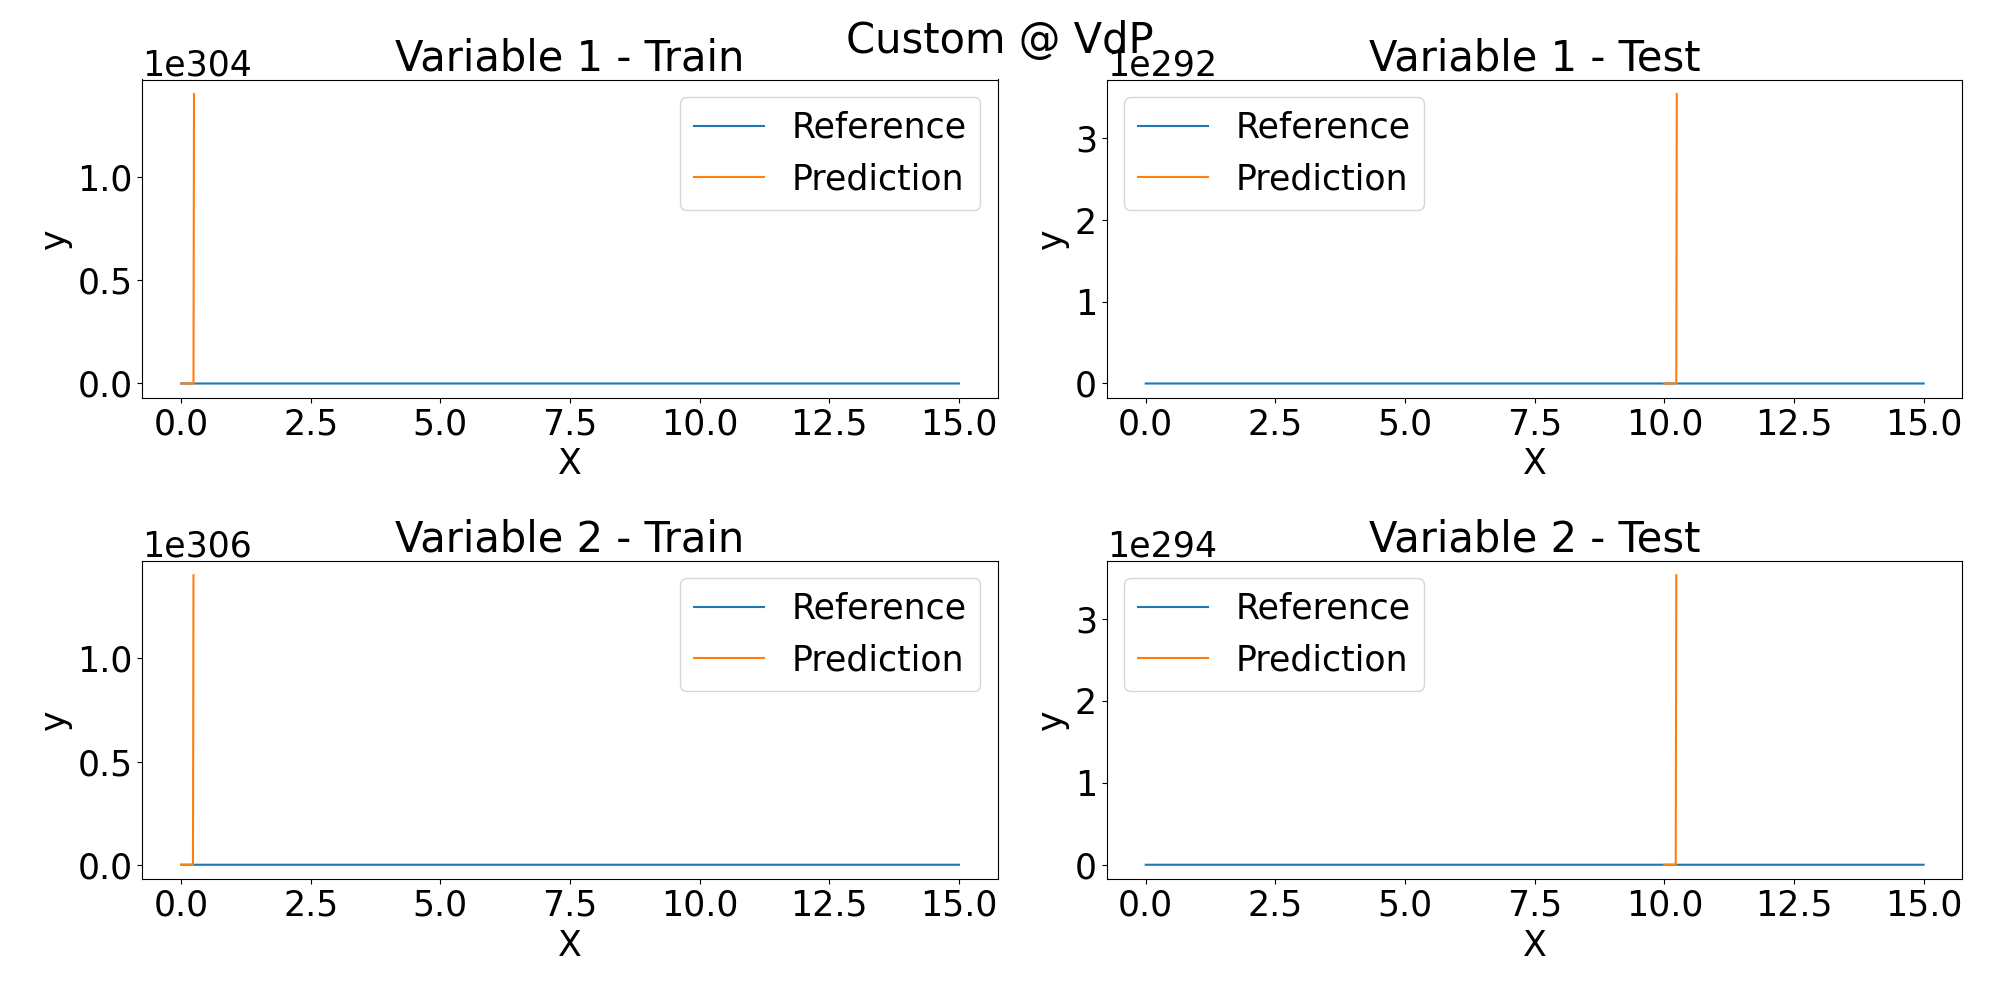 Custom @ VdP
Variable 1 - Train
1e304
1.0
0.5
0.0
y
Reference
Prediction
0.0 2.5 5.0 7.5 10.0 12.5 15.0
X
Variable 1 - Test
1e292
3
2
1
0
y
Reference
Prediction
0.0 2.5 5.0 7.5 10.0 12.5 15.0
X
Variable 2 - Train
1e306
1.0
0.5
0.0
y
Reference
Prediction
0.0 2.5 5.0 7.5 10.0 12.5 15.0
X
Variable 2 - Test
1e294
3
2
1
0
y
Reference
Prediction
0.0 2.5 5.0 7.5 10.0 12.5 15.0
X